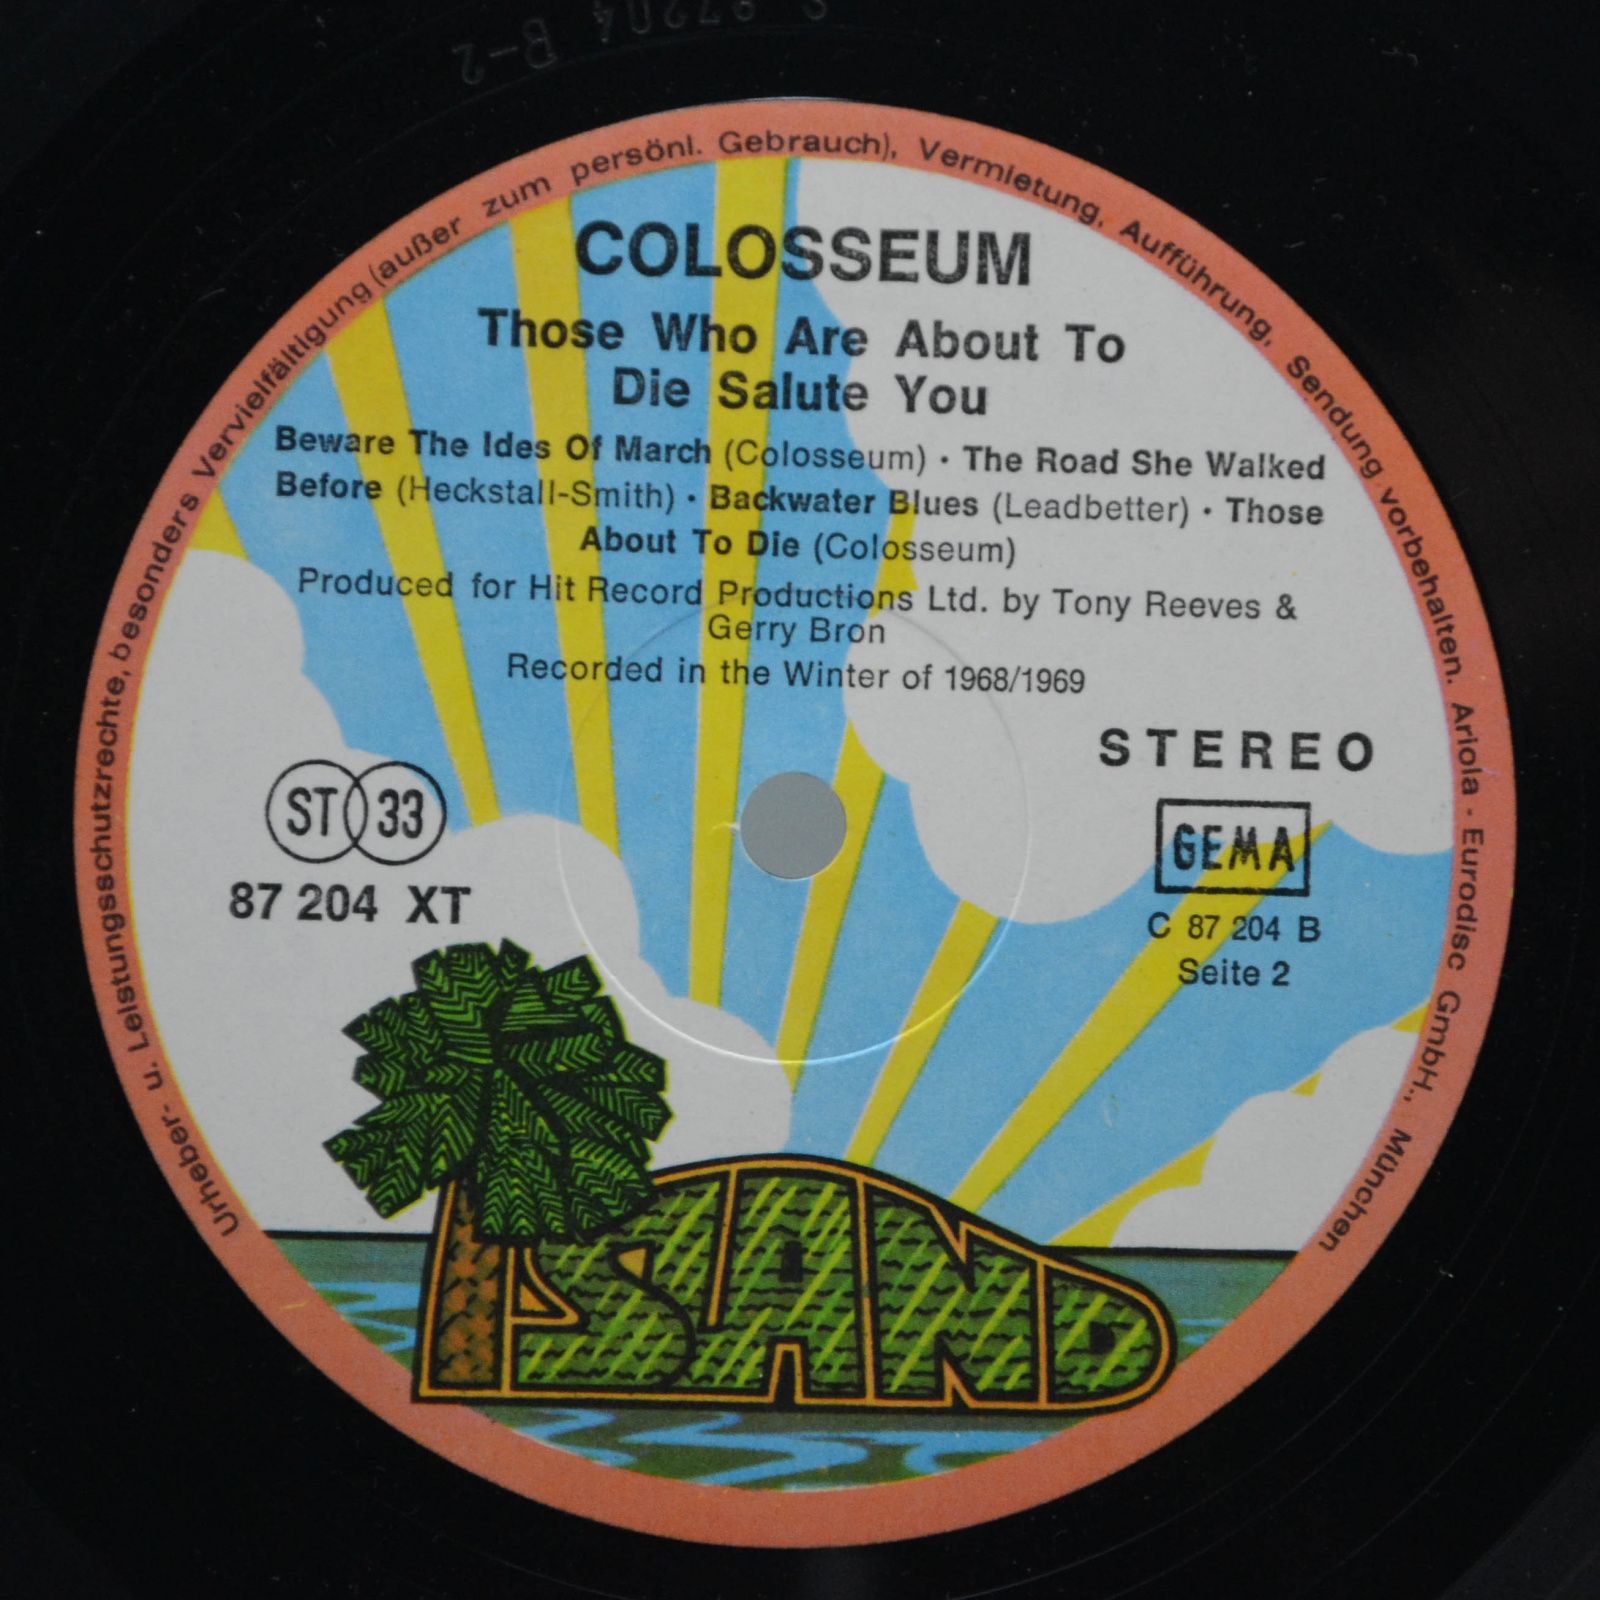 S 87204 B-2
Urheber- u. Leistungsschutzrechte, besonders Vervielfältigung (außer zum persönl. Gebrauch), Vermietung, Aufführung, Sendung vorbehalten. Ariola - Eurodisc GmbH., München
COLOSSEUM
Those Who Are About To
Die Salute You
Beware The Ides Of March (Colosseum) · The Road She Walked
Before (Heckstall-Smith) · Backwater Blues (Leadbetter) · Those
About To Die (Colosseum)
Produced for Hit Record Productions Ltd. by Tony Reeves &
Gerry Bron
Recorded in the Winter of 1968/1969
STEREO
ST 33
GEMA
87 204 XT
C 87 204 B
Seite 2
ISLAND